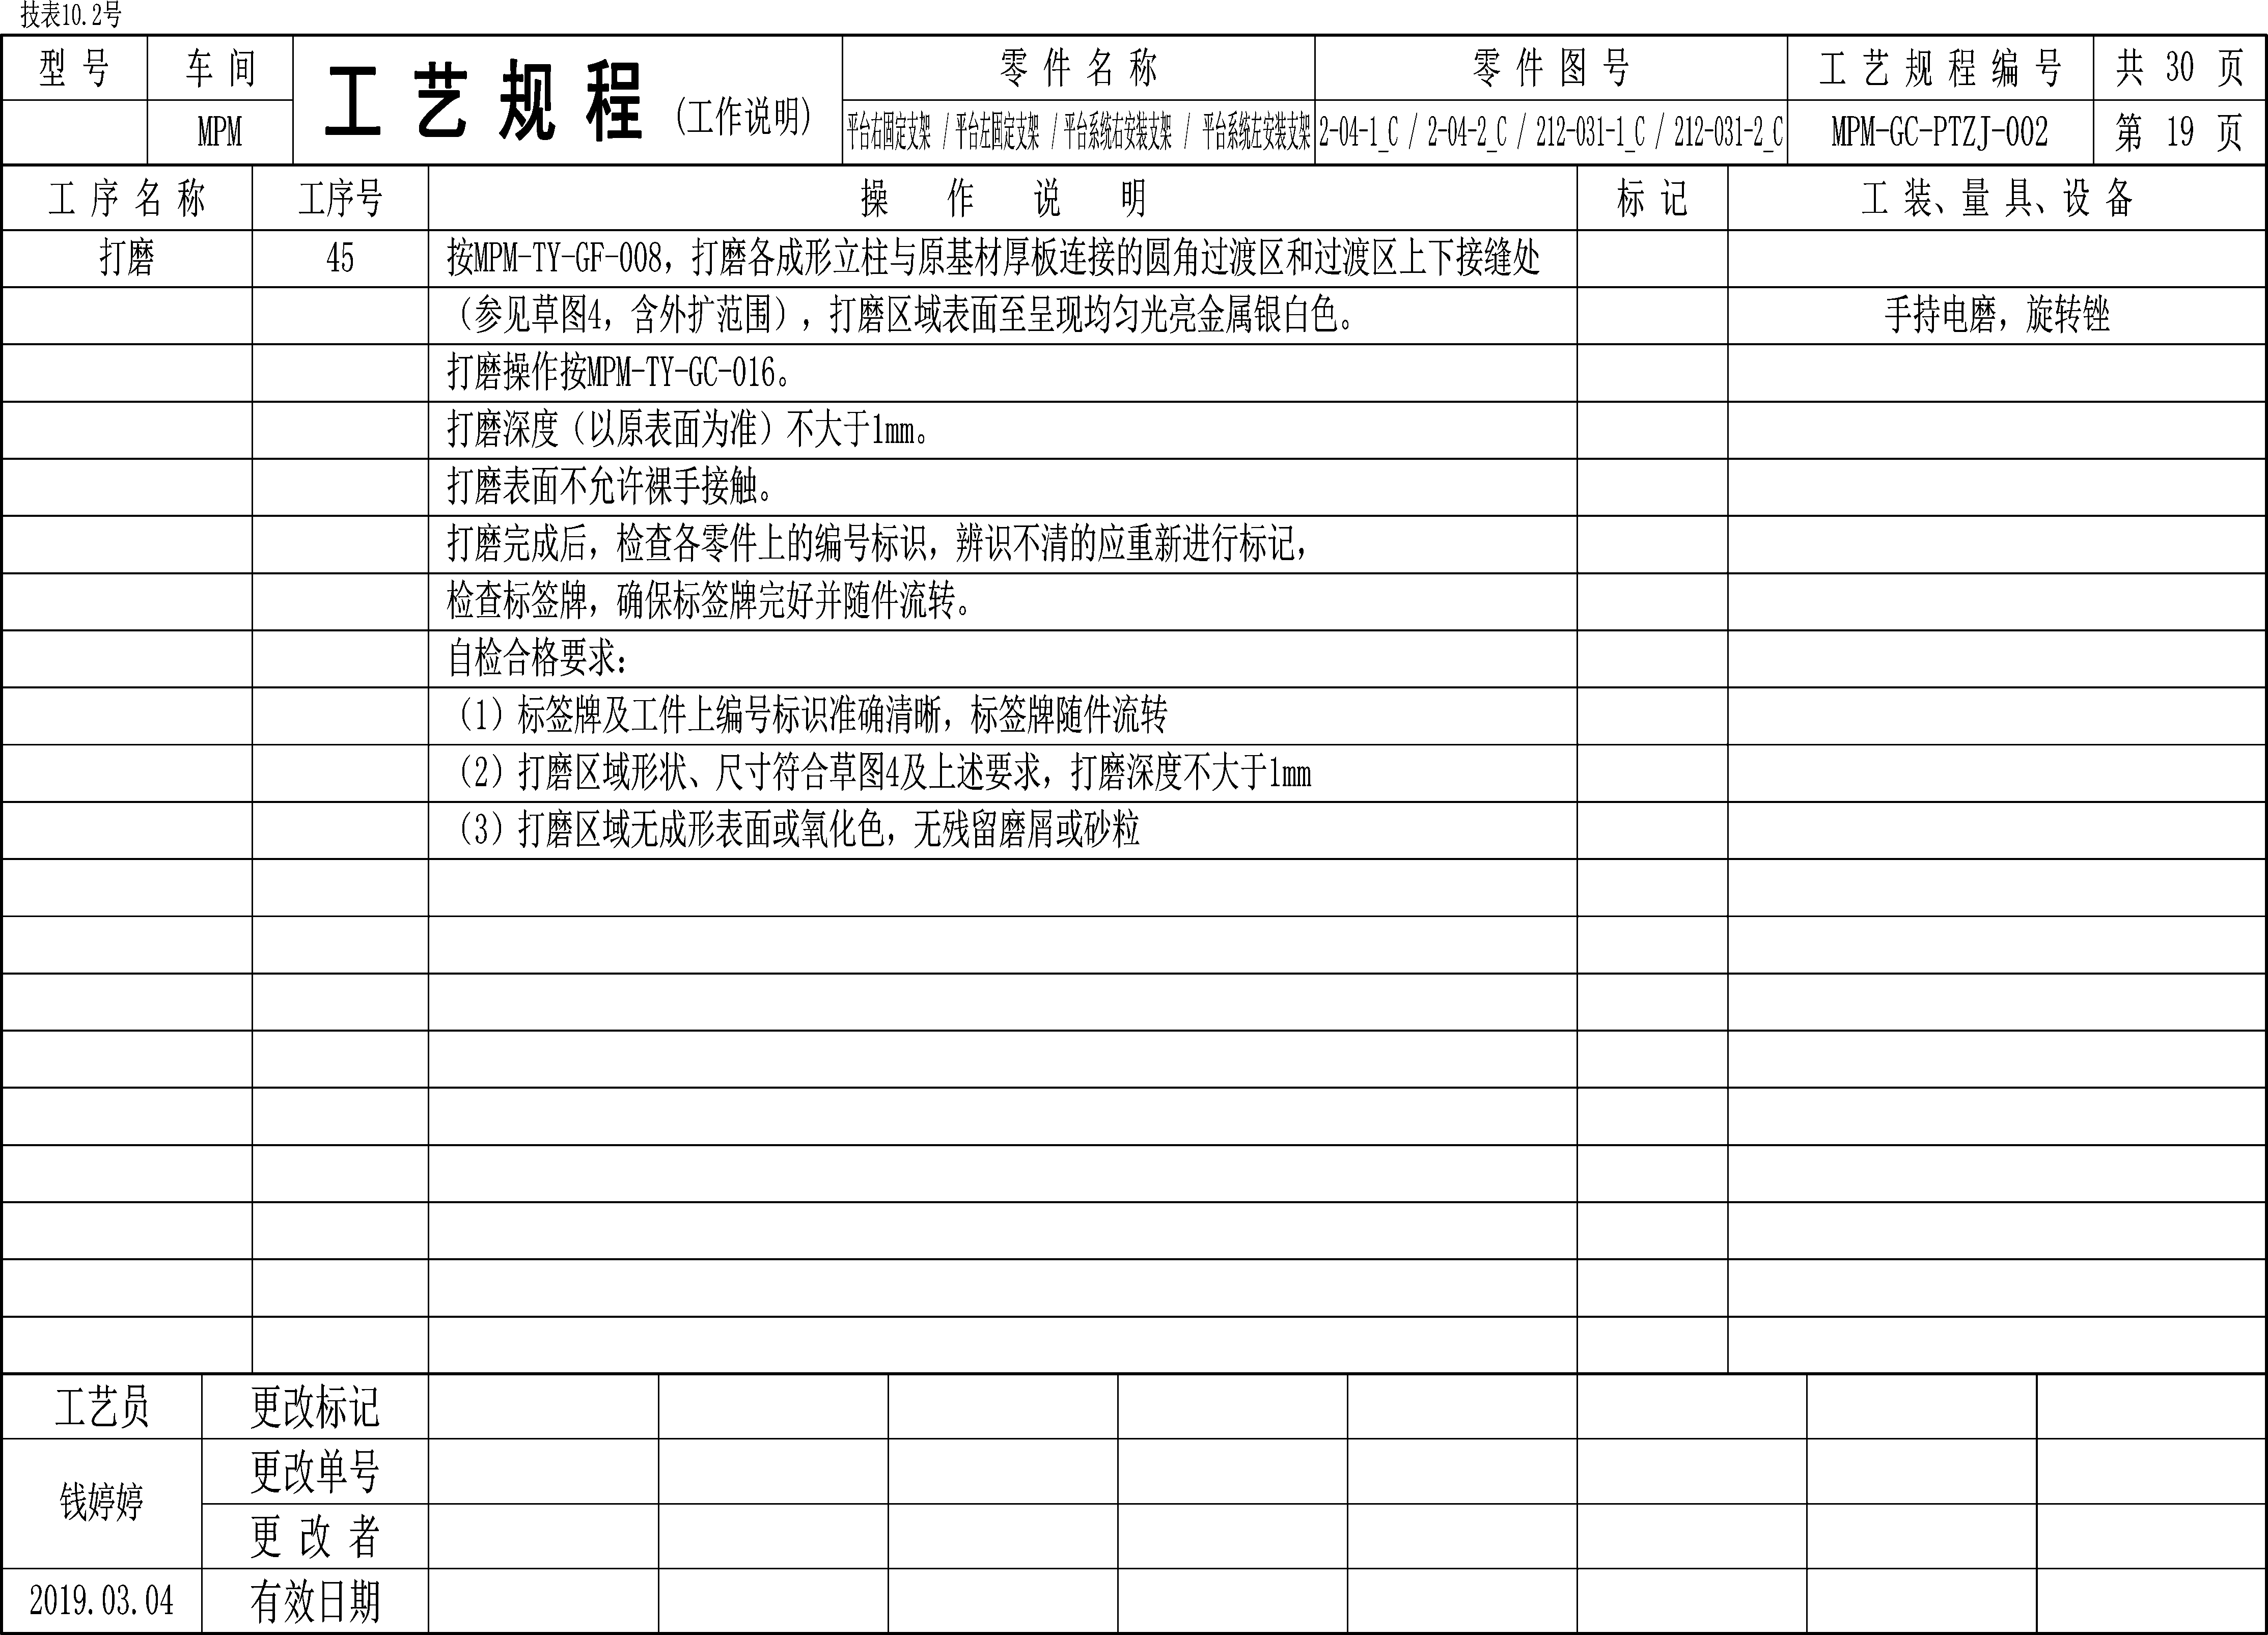 技表10.2号
型 号 车 间 工 艺 规 程 (工作说明) 零 件 名 称 零 件 图 号 工 艺 规 程 编 号 共 30 页
MPM 平台右固定支架 / 平台左固定支架 / 平台系统右安装支架 / 平台系统左安装支架 2-04-1_C / 2-04-2_C / 212-031-1_C / 212-031-2_C MPM-GC-PTZJ-002 第 19 页
工 序 名 称 工序号 操 作 说 明 标 记 工 装、量 具、设 备
打磨 45 按MPM-TY-GF-008，打磨各成形立柱与原基材厚板连接的圆角过渡区和过渡区上下接缝处
（参见草图4，含外扩范围），打磨区域表面至呈现均匀光亮金属银白色。 手持电磨，旋转锉
打磨操作按MPM-TY-GC-016。
打磨深度（以原表面为准）不大于1mm。
打磨表面不允许裸手接触。
打磨完成后，检查各零件上的编号标识，辨识不清的应重新进行标记，
检查标签牌，确保标签牌完好并随件流转。
自检合格要求：
（1）标签牌及工件上编号标识准确清晰，标签牌随件流转
（2）打磨区域形状、尺寸符合草图4及上述要求，打磨深度不大于1mm
（3）打磨区域无成形表面或氧化色，无残留磨屑或砂粒
工艺员 更改标记
钱婷婷 更改单号
更 改 者
2019.03.04 有效日期